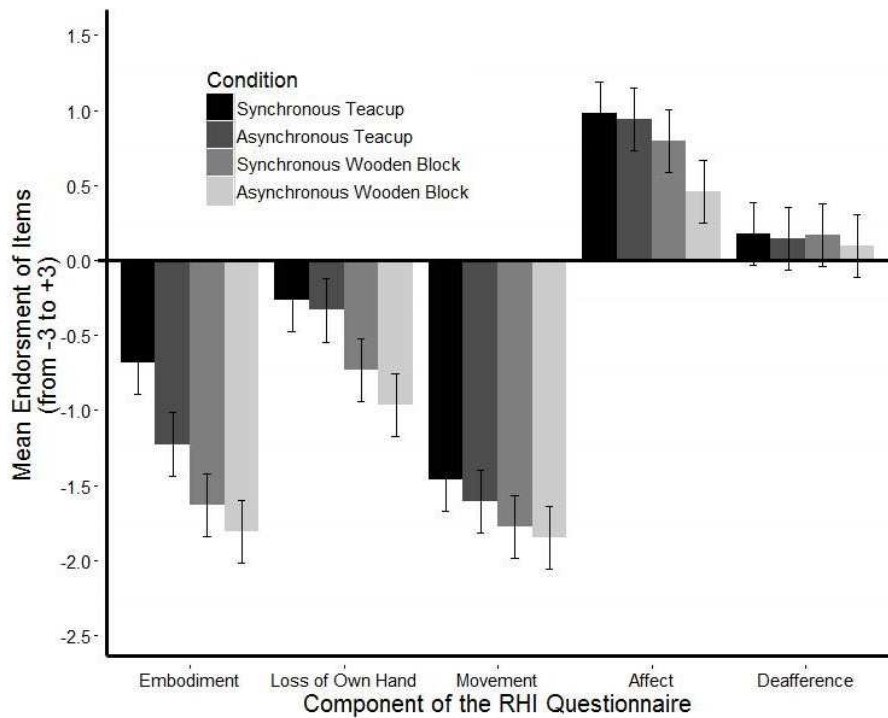 Mean Endorsment of Items
(from -3 to +3)
1.5
1.0
0.5
0.0
-0.5
-1.0
-1.5
-2.0
-2.5
Condition
Synchronous Teacup
Asynchronous Teacup
Synchronous Wooden Block
Asynchronous Wooden Block
Embodiment Loss of Own Hand Movement Affect Deafference
Component of the RHI Questionnaire